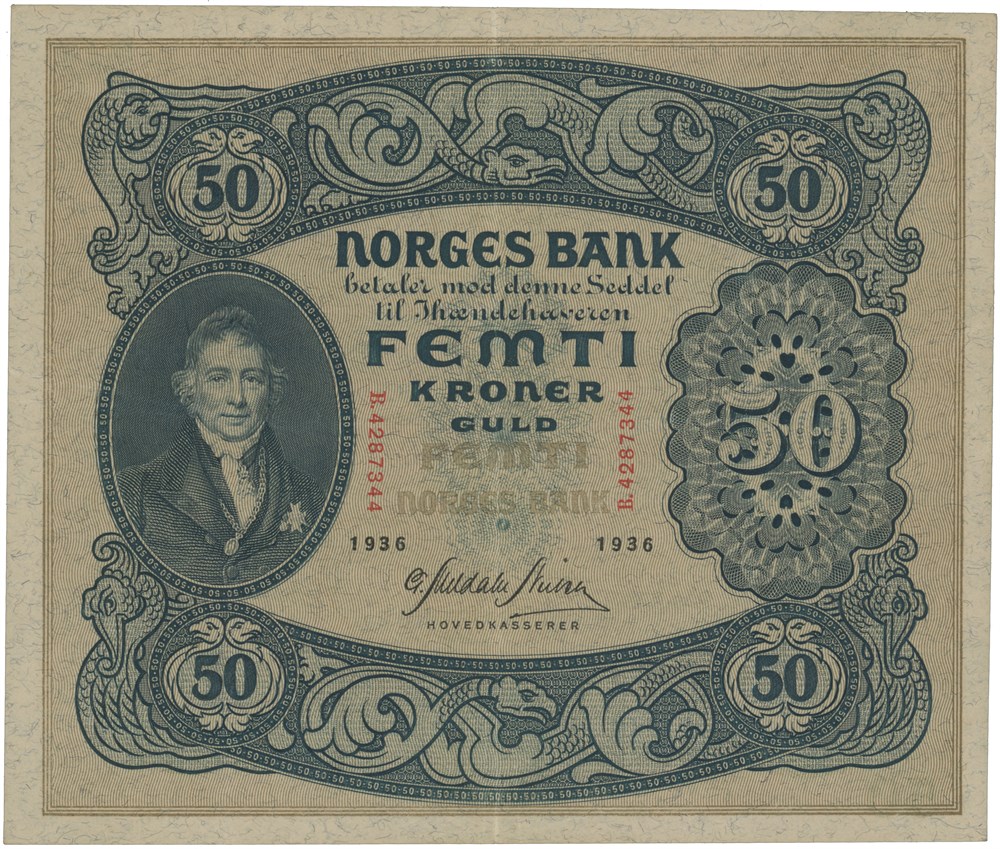 50
50
NORGES BANK
betaler mod denne Seddel
til Ihændehaveren
FEMTI
KRONER
GULD
50
FEMTI
NORGES BANK
B.4287344
B.4287344
1936
1936
HOVEDKASSERER
50
50